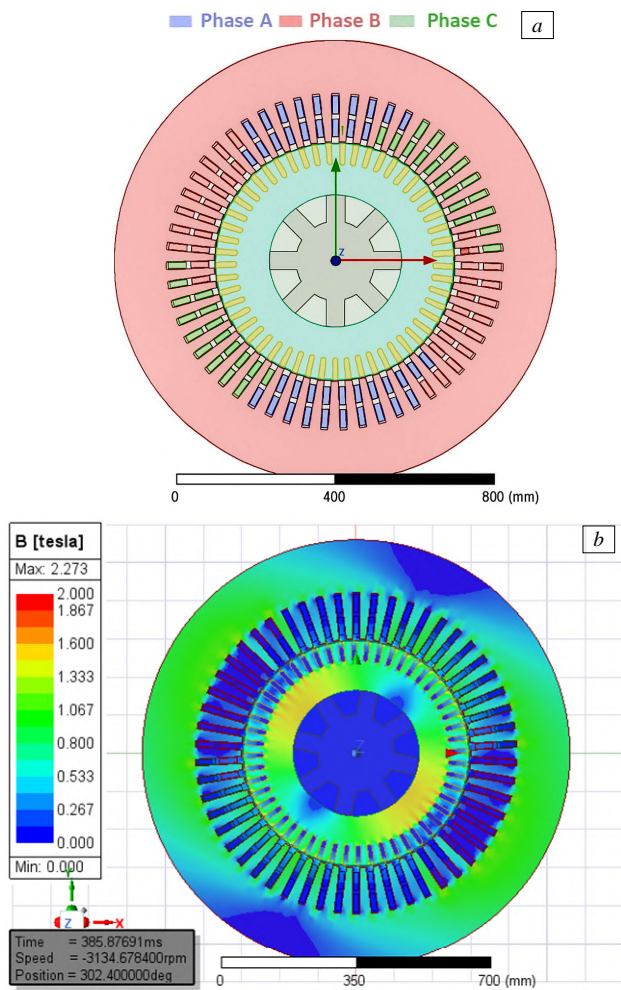 Phase A Phase B Phase C
a
Z
0 400 800 (mm)
b
B [tesla]
Max: 2.273
2.000
1.867
1.600
1.333
1.067
0.800
0.533
0.267
0.000
Min: 0.000
Z
Y
Z X
Time = 385.87691ms
Speed = -3134.678400rpm
Position = 302.400000deg
0 350 700 (mm)